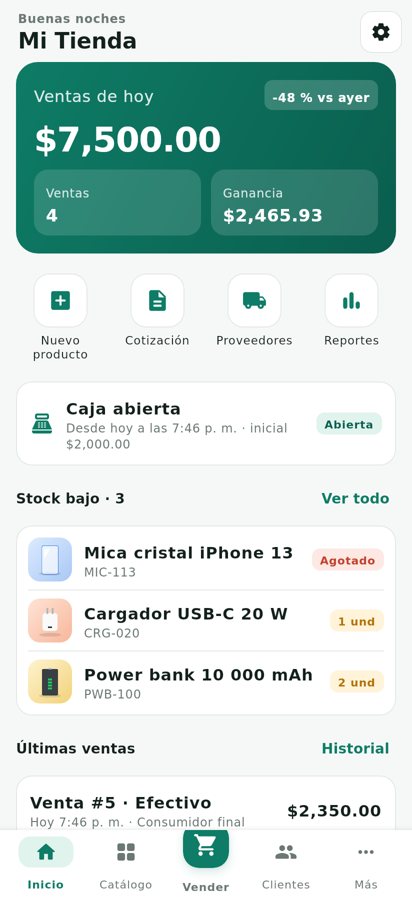 Buenas noches
Mi Tienda
Ventas de hoy
-48 % vs ayer
$7,500.00
Ventas
4
Ganancia
$2,465.93
Nuevo
producto
Cotización
Proveedores
Reportes
Caja abierta
Desde hoy a las 7:46 p. m. · inicial
$2,000.00
Abierta
Stock bajo · 3
Ver todo
Mica cristal iPhone 13
MIC-113
Agotado
Cargador USB-C 20 W
CRG-020
1 und
Power bank 10 000 mAh
PWB-100
2 und
Últimas ventas
Historial
Venta #5 · Efectivo
Hoy 7:46 p. m. · Consumidor final
$2,350.00
Inicio
Catálogo
Vender
Clientes
Más